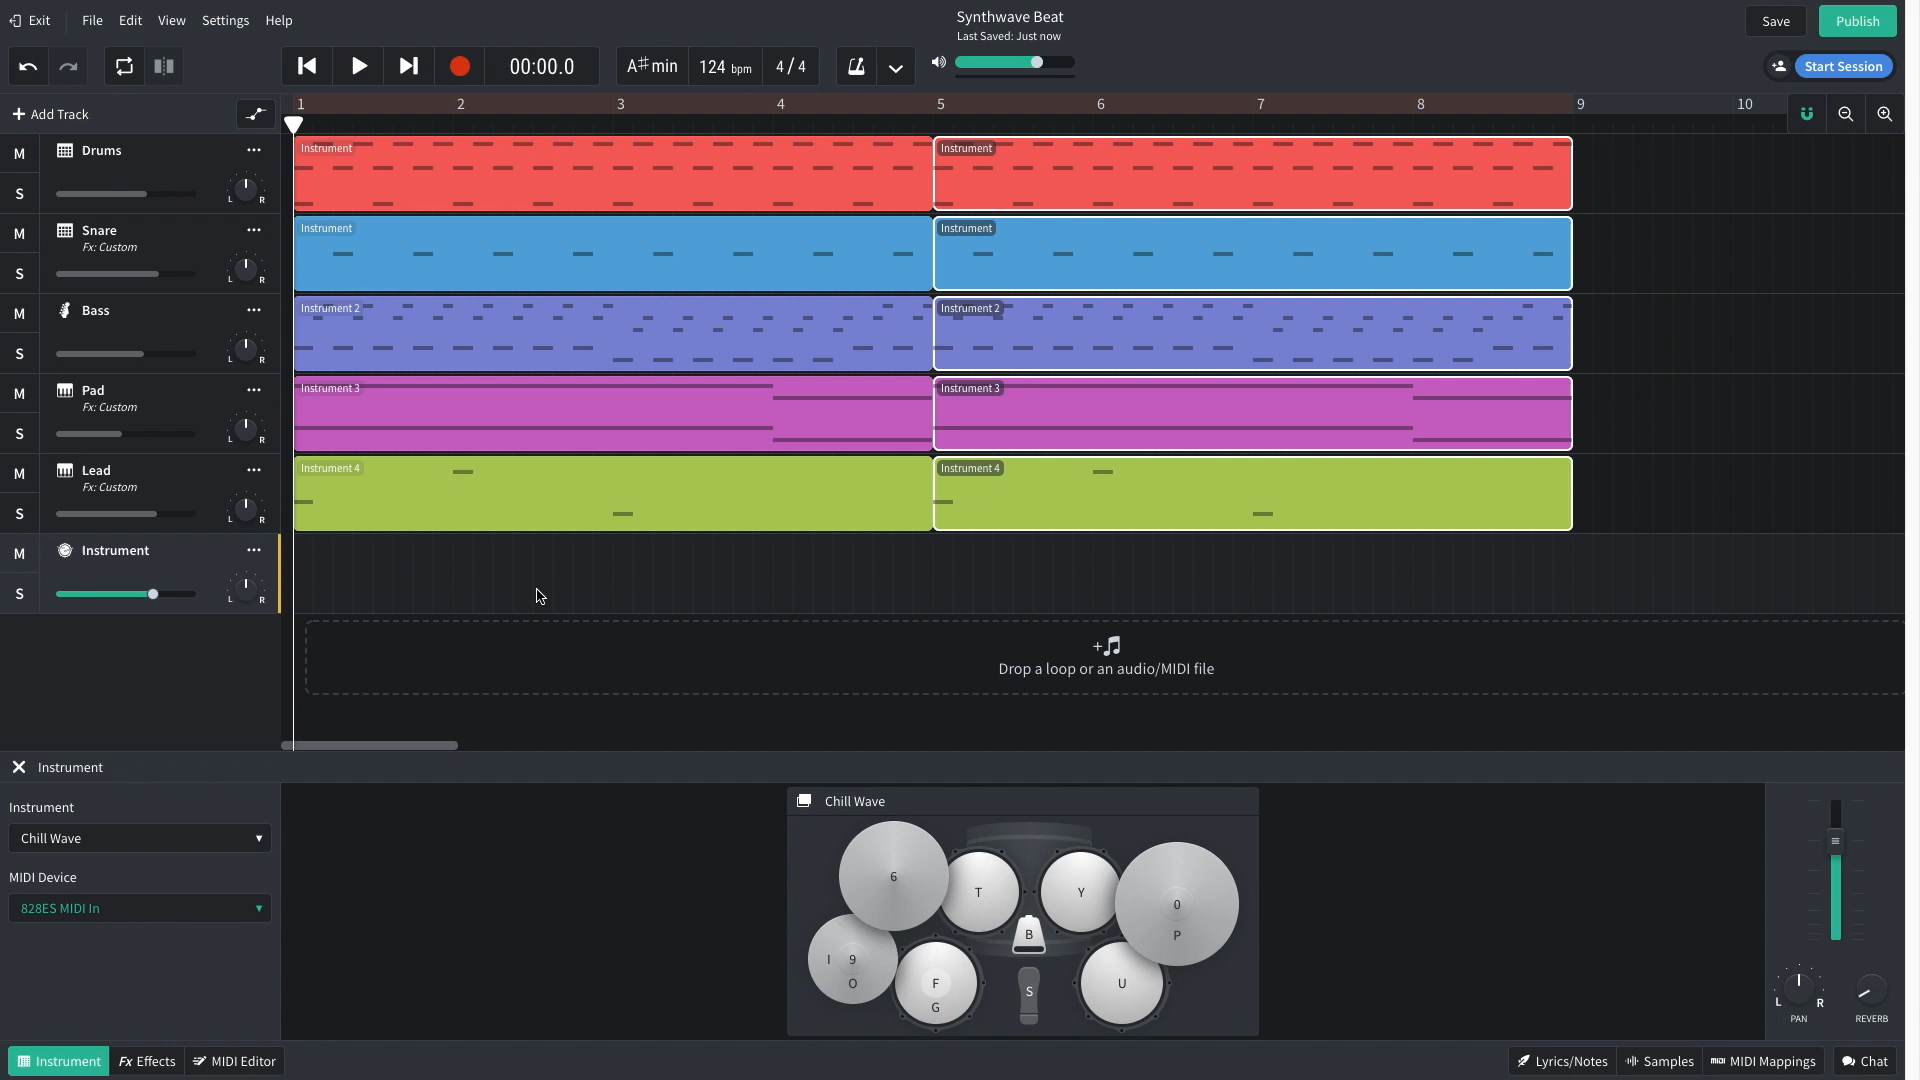 Exit
File
Edit
View
Settings
Help
Synthwave Beat
Last Saved: Just now
Save
Publish
00:00.0
A♯min
124 bpm
4 / 4
Start Session
Add Track
1
2
3
4
5
6
7
8
9
10
M
Drums
S
L
R
Instrument
Instrument
M
Snare
Fx: Custom
S
L
R
Instrument
Instrument
M
Bass
S
L
R
Instrument 2
Instrument 2
M
Pad
Fx: Custom
S
L
R
Instrument 3
Instrument 3
M
Lead
Fx: Custom
S
L
R
Instrument 4
Instrument 4
M
Instrument
S
L
R
Drop a loop or an audio/MIDI file
Instrument
Instrument
Chill Wave
MIDI Device
828ES MIDI In
Chill Wave
6
T
Y
0
P
B
I
9
O
F
G
S
U
L
R
PAN
REVERB
Instrument
Fx Effects
MIDI Editor
Lyrics/Notes
Samples
MIDI Mappings
Chat